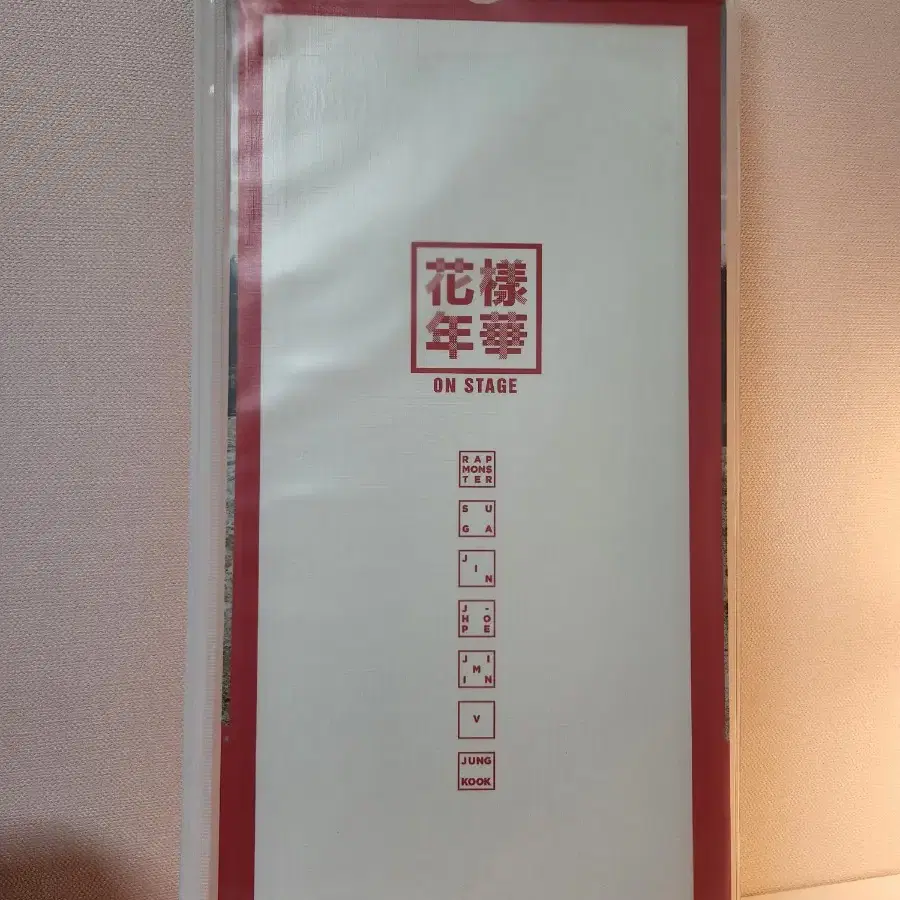 花樣
年華
ON STAGE
RAP
MONS
TER
S U
G A
J
I
N
J -
H O
P E
J I
M
I N
V
JUNG
KOOK